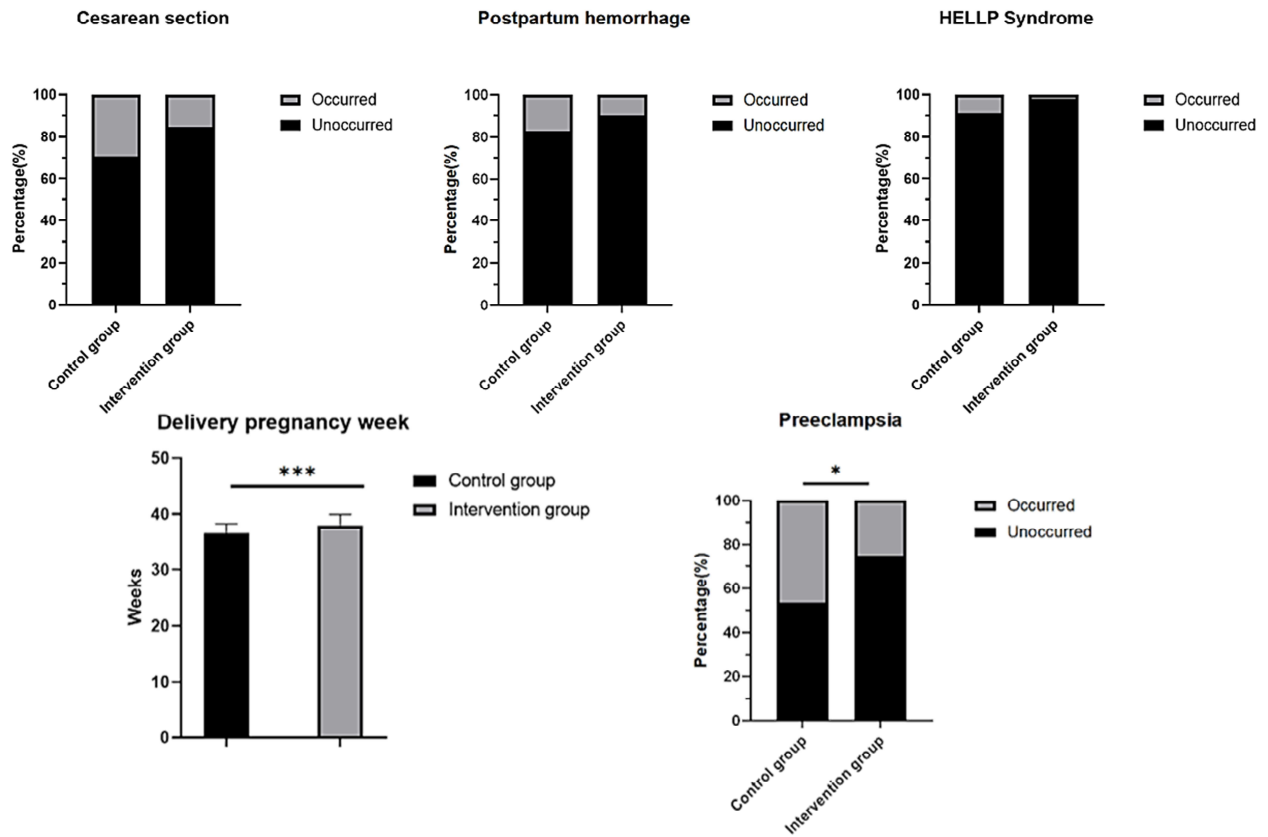 Cesarean section
Postpartum hemorrhage
HELLP Syndrome
Percentage(%)
100
80
60
40
20
0
Control group
Intervention group
Occurred
Unoccurred
Percentage(%)
100
80
60
40
20
0
Control group
Intervention group
Occurred
Unoccurred
Percentage(%)
100
80
60
40
20
0
Control group
Intervention group
Occurred
Unoccurred
Delivery pregnancy week
Weeks
50
40
30
20
10
0
***
Control group
Intervention group
Preeclampsia
Percentage(%)
100
80
60
40
20
0
*
Control group
Intervention group
Occurred
Unoccurred